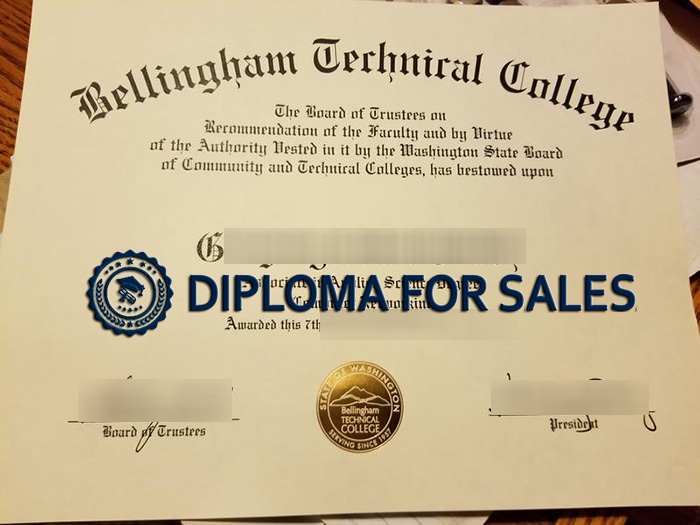 Bellingham Technical College
The Board of Trustees on
Recommendation of the Faculty and by Virtue
of the Authority Vested in it by the Washington State Board
of Community and Technical Colleges, has bestowed upon
G
DIPLOMA FOR SALES
Awarded this 7th
STATE OF WASHINGTON
Bellingham
TECHNICAL
COLLEGE
SERVING SINCE 1957
Board of Trustees
President